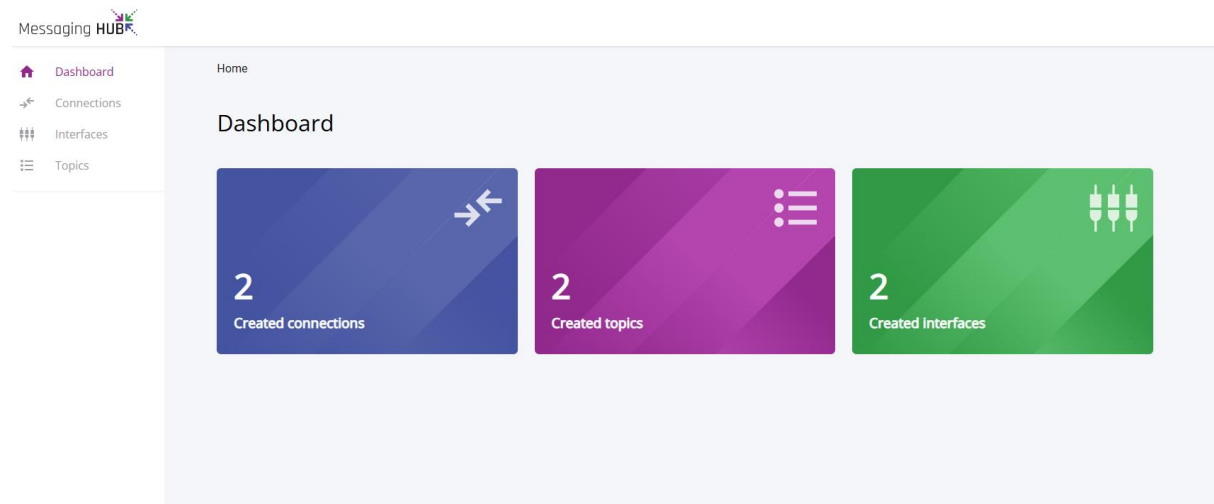 Messaging HUB
Dashboard
Connections
Interfaces
Topics
Home
Dashboard
2
Created connections
2
Created topics
2
Created interfaces